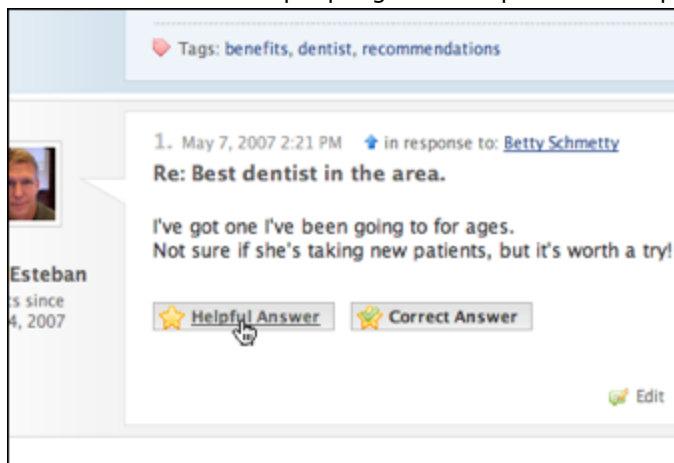 Tags: benefits, dentist, recommendations
1. May 7, 2007 2:21 PM in response to: Betty Schmetty
Re: Best dentist in the area.
I've got one I've been going to for ages.
Not sure if she's taking new patients, but it's worth a try!
Esteban
since
4, 2007
Helpful Answer Correct Answer
Edit